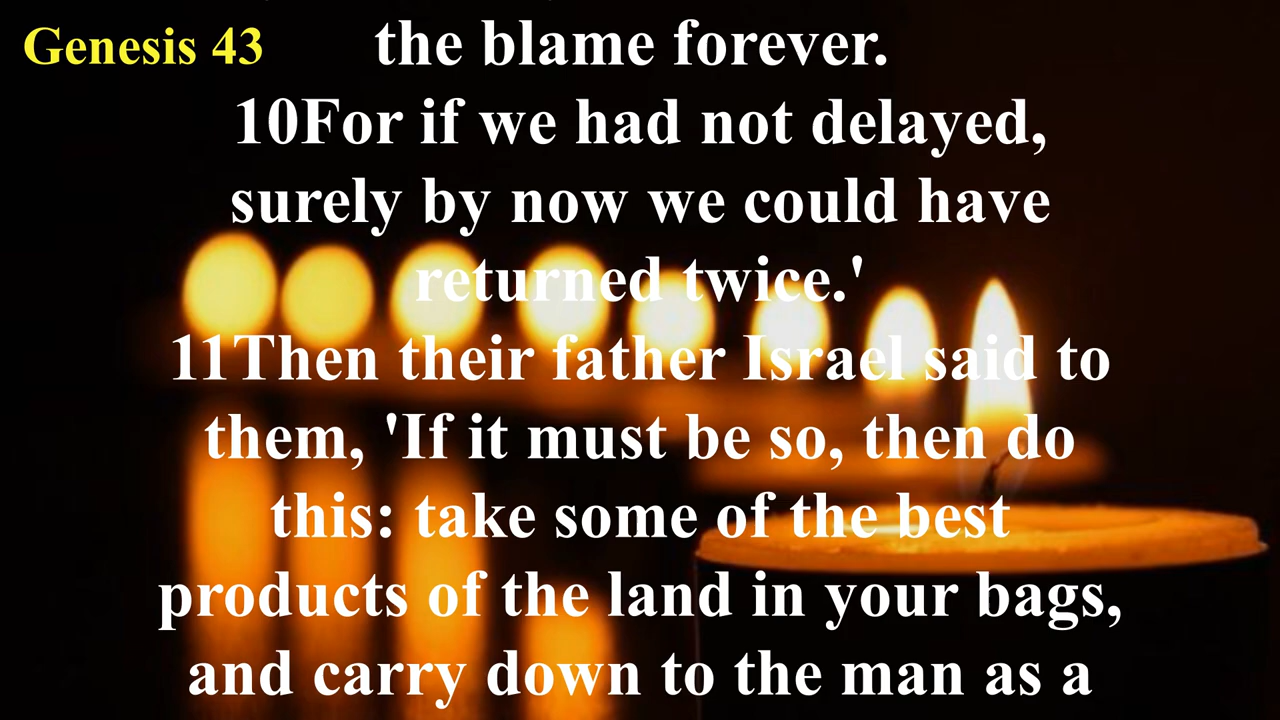 Genesis 43
the blame forever.
10For if we had not delayed,
surely by now we could have
returned twice.'
11Then their father Israel said to
them, 'If it must be so, then do
this: take some of the best
products of the land in your bags,
and carry down to the man as a